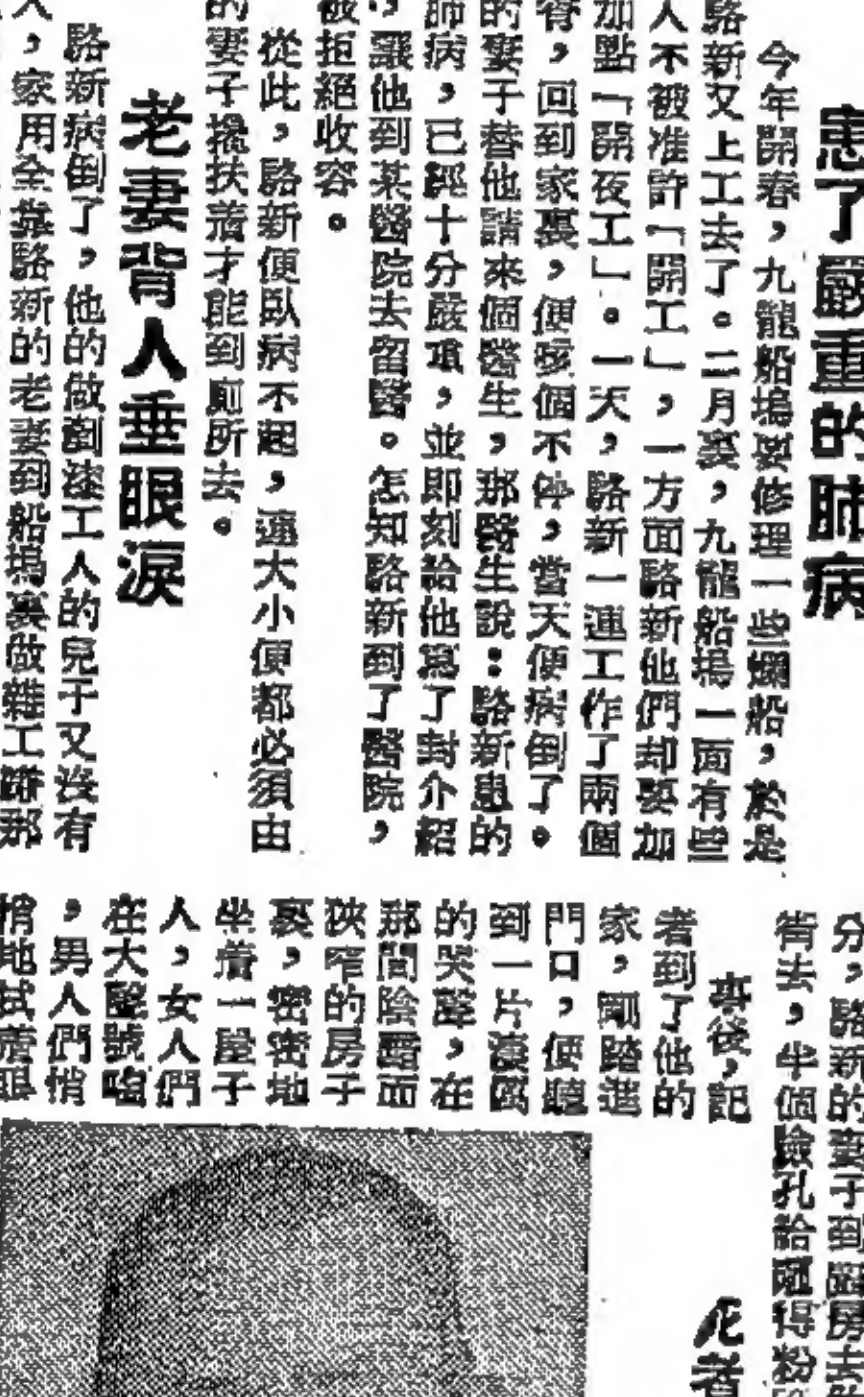 患了嚴重的肺病
今年開春，九龍船塢要修理一些爛船，於是
駱新又上工去了。二月裏，九龍船塢一面有些
人不被准許「開工」，一方面駱新他們却要加
加點「開夜工」。一天，駱新一連工作了兩個
，回到家裏，便咳個不停，當天便病倒了。
的妻子替他請來個醫生，那醫生說：駱新患的
肺病，已經十分嚴重，並即刻給他寫了封介紹
，讓他到某醫院去留醫。怎知駱新到了醫院，
被拒絕收容。
從此，駱新便臥病不起，連大小便都必須由
的妻子攙扶着才能到厠所去。
老妻背人垂眼淚
駱新病倒了，他的做剷漆工人的兒子又沒有
人，家用全靠駱新的老妻到船塢裏做雜工，那
分，駱新的妻子到廚房去
街去，半個臉孔給砸得粉
死者
事後，記
者到了他的
家，剛踏進
門口，便聽
到一片淒厲
的哭聲，在
那間陰霾而
狹窄的房子
裏，密密地
坐着一屋子
人，女人們
在大聲號啕
，男人們悄
悄地拭着眼